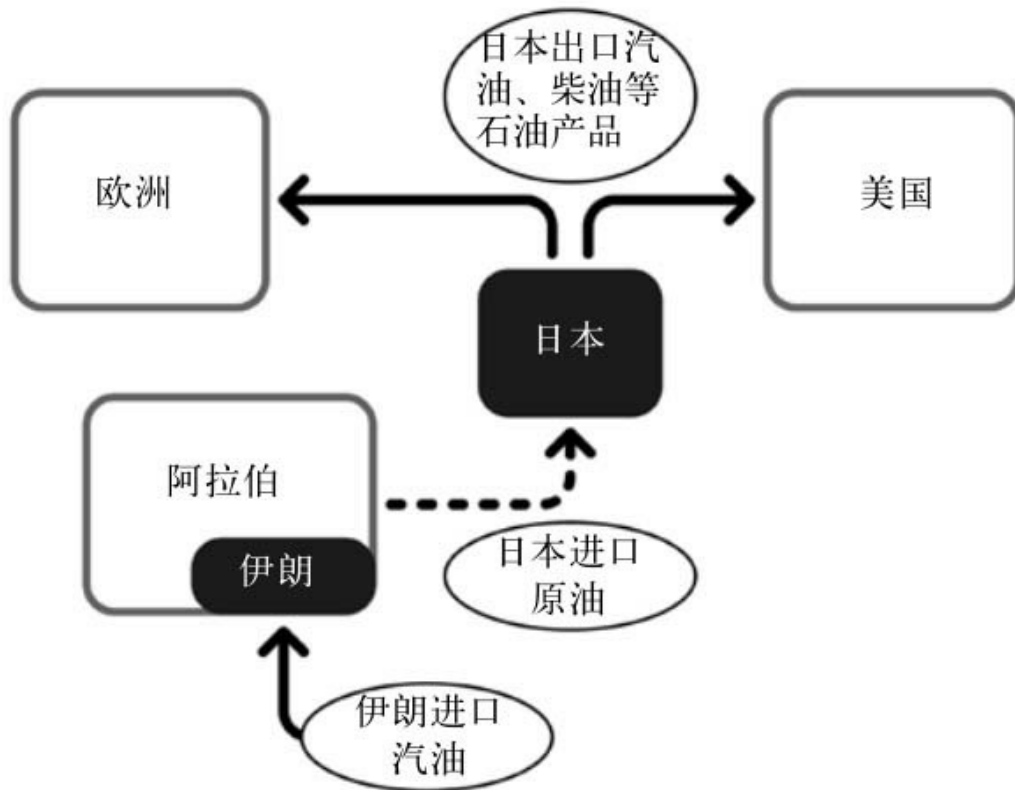 日本出口汽
油、柴油等
石油产品
欧洲
美国
日本
阿拉伯
伊朗
日本进口
原油
伊朗进口
汽油